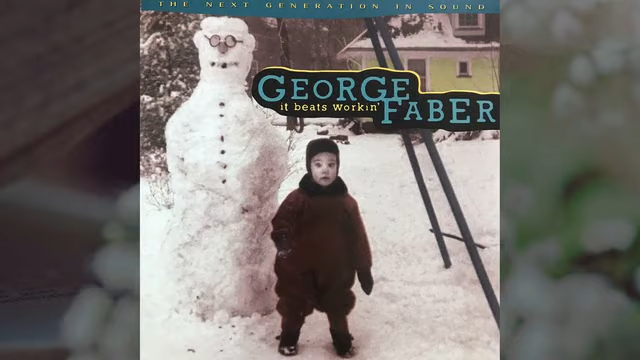 THE NEXT GENERATION IN SOUND
GEORGE
it beats workin'
FABER